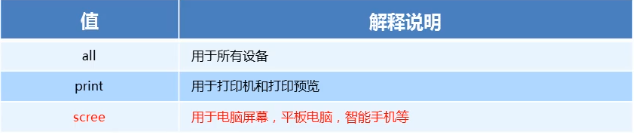 值 解释说明
all 用于所有设备
print 用于打印机和打印预览
scree 用于电脑屏幕，平板电脑，智能手机等